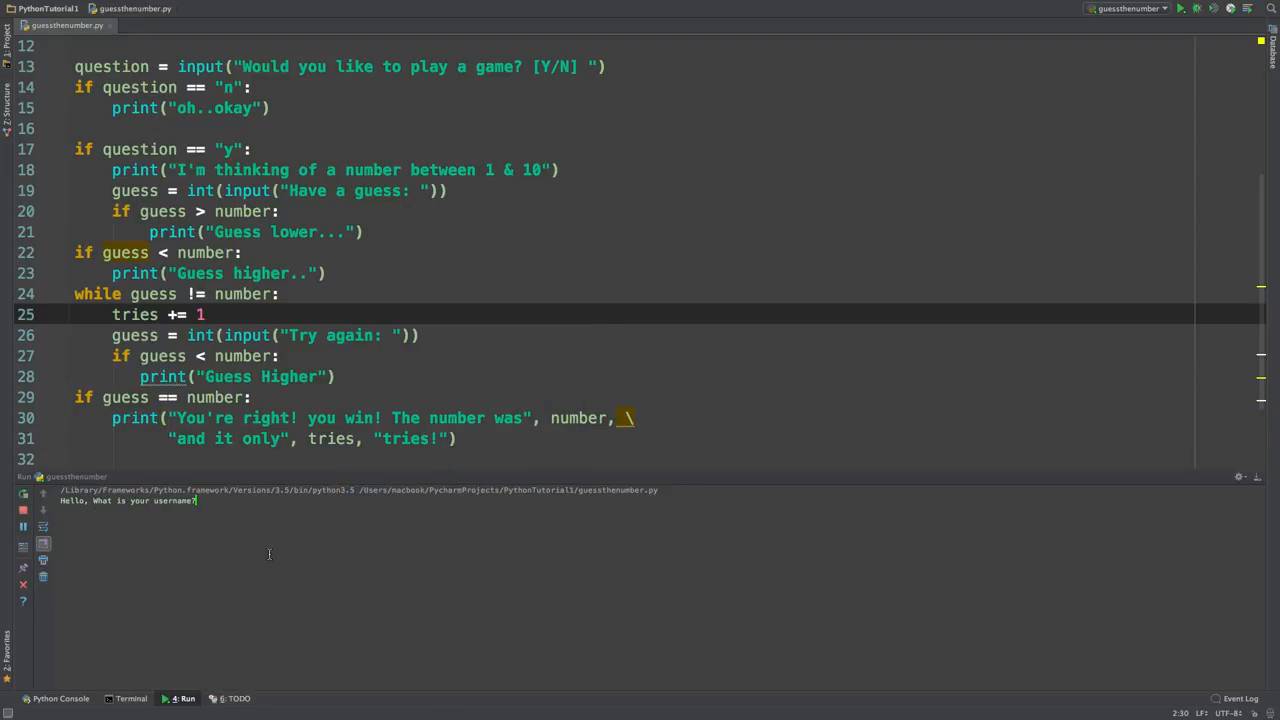 PythonTutorial1 guessthenumber.py
guessthenumber
guessthenumber.py
1: Project
Z: Structure
2: Favorites
Database
12
13 question = input("Would you like to play a game? [Y/N] ")
14 if question == "n":
15 print("oh..okay")
16
17 if question == "y":
18 print("I'm thinking of a number between 1 & 10")
19 guess = int(input("Have a guess: "))
20 if guess > number:
21 print("Guess lower...")
22 if guess < number:
23 print("Guess higher..")
24 while guess != number:
25 tries += 1
26 guess = int(input("Try again: "))
27 if guess < number:
28 print("Guess Higher")
29 if guess == number:
30 print("You're right! you win! The number was", number, \
31 "and it only", tries, "tries!")
32
Run guessthenumber
/Library/Frameworks/Python.framework/Versions/3.5/bin/python3.5 /Users/macbook/PycharmProjects/PythonTutorial1/guessthenumber.py
Hello, What is your username?
Python Console Terminal 4: Run 6: TODO Event Log
2:30 LF÷ UTF-8÷